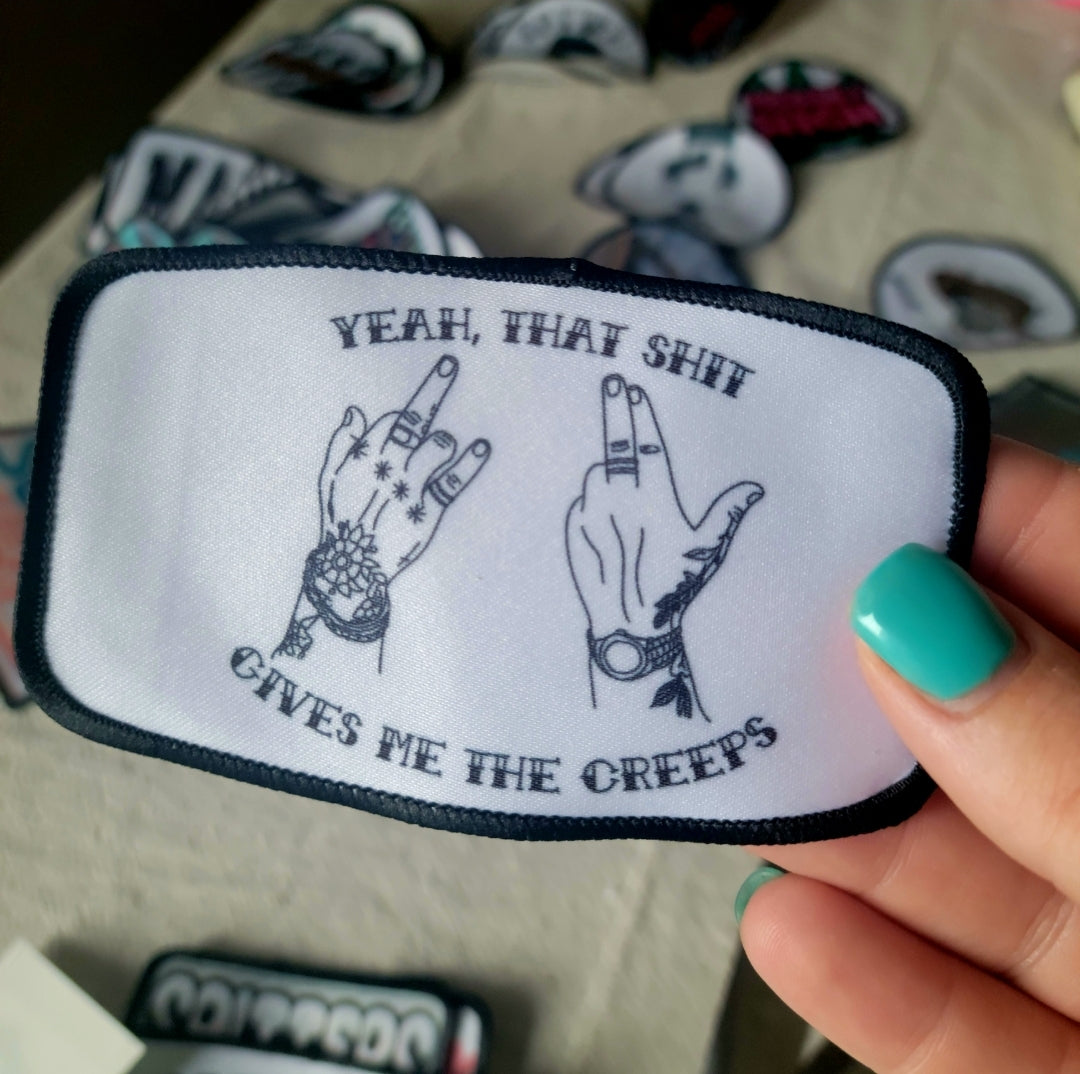 YEAH, THAT SHIT
GIVES ME THE CREEPS